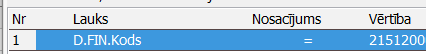 Nr Lauks Nosacījums Vērtība
1 D.FIN.Kods = 2151200